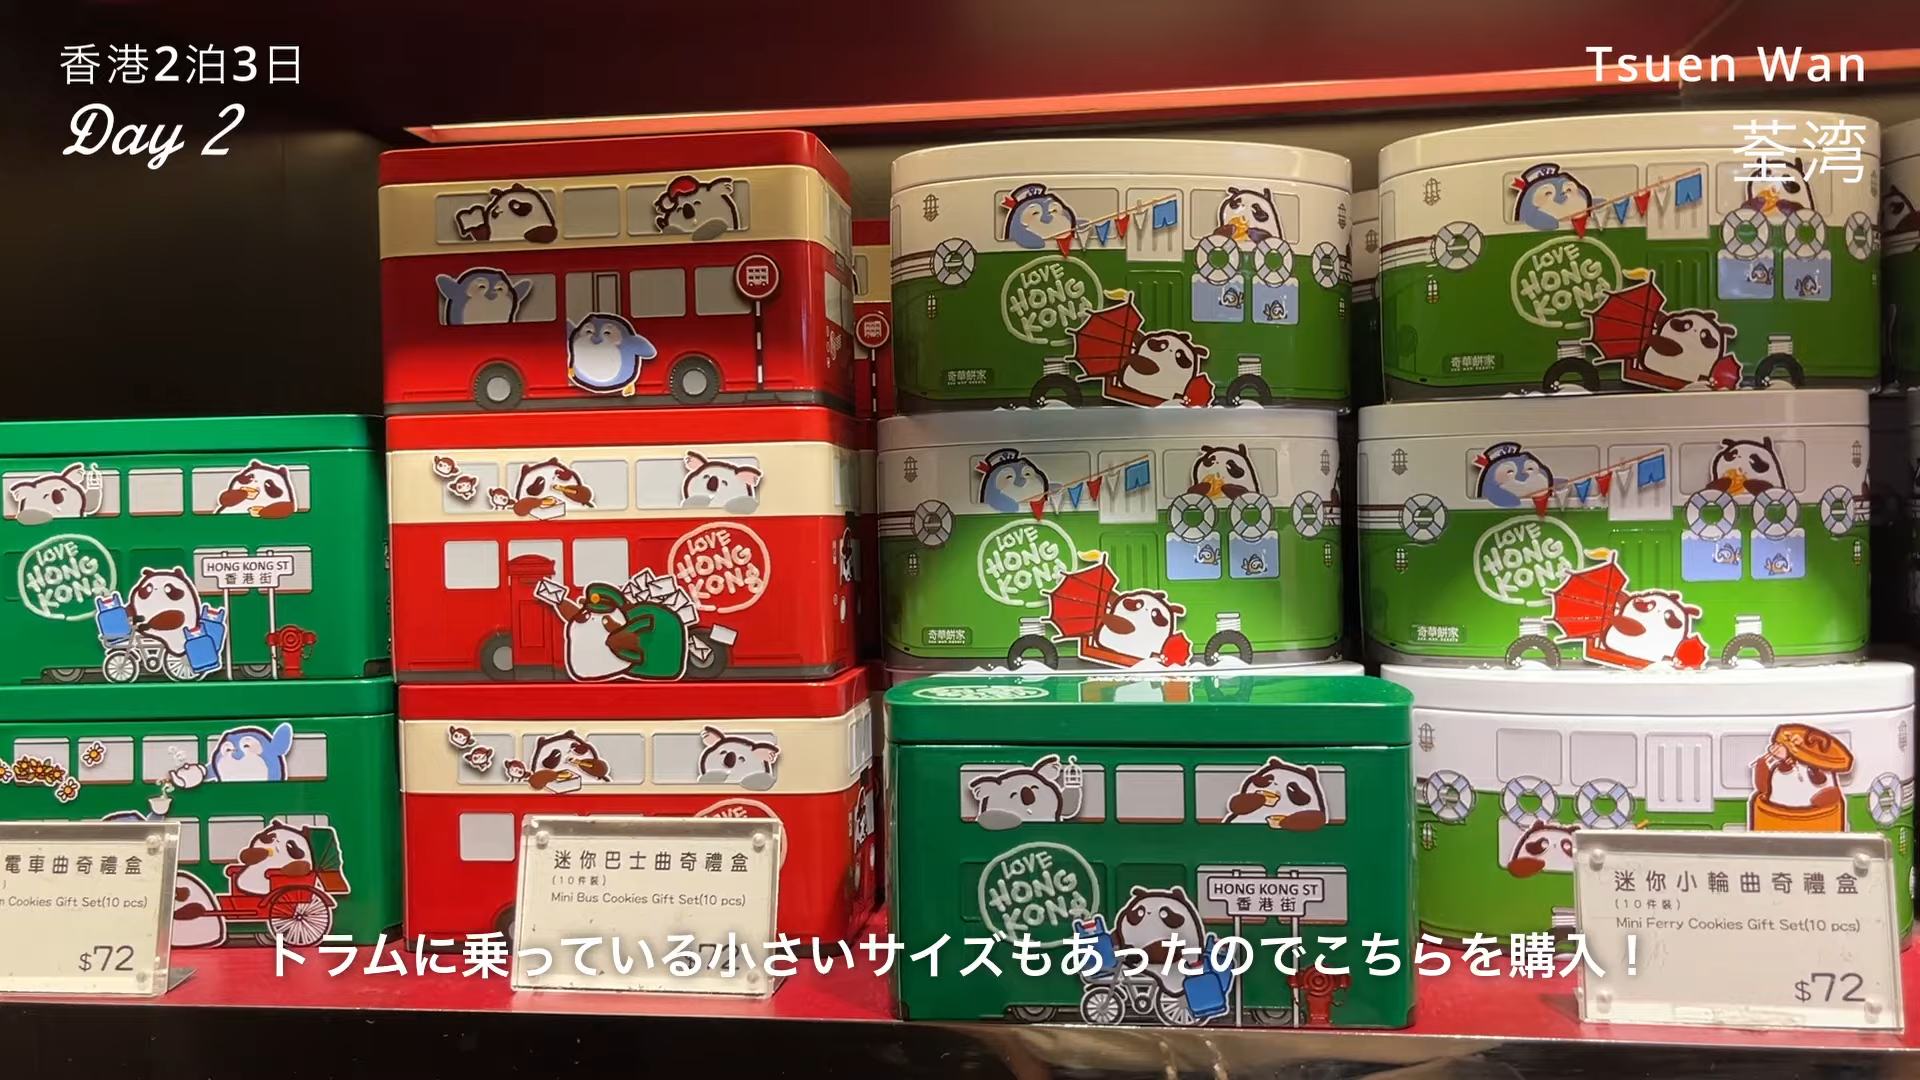 香港2泊3日
Day 2
Tsuen Wan
荃湾
LOVE
HONG
KONG
LOVE
HONG
KONG
奇華餅家
奇華餅家
LOVE
HONG
KONG
HONG KONG ST
香港街
LOVE
HONG
KONG
LOVE
HONG
KONG
奇華餅家
LOVE
HONG
KONG
奇華餅家
LOVE
LOVE
HONG
KONG
HONG KONG ST
香港街
電車曲奇禮盒
Cookies Gift Set(10 pcs)
$72
迷你巴士曲奇禮盒
(10件裝)
Mini Bus Cookies Gift Set(10 pcs)
$72
迷你小輪曲奇禮盒
(10件裝)
Mini Ferry Cookies Gift Set(10 pcs)
$72
トラムに乗っている小さいサイズもあったのでこちらを購入！